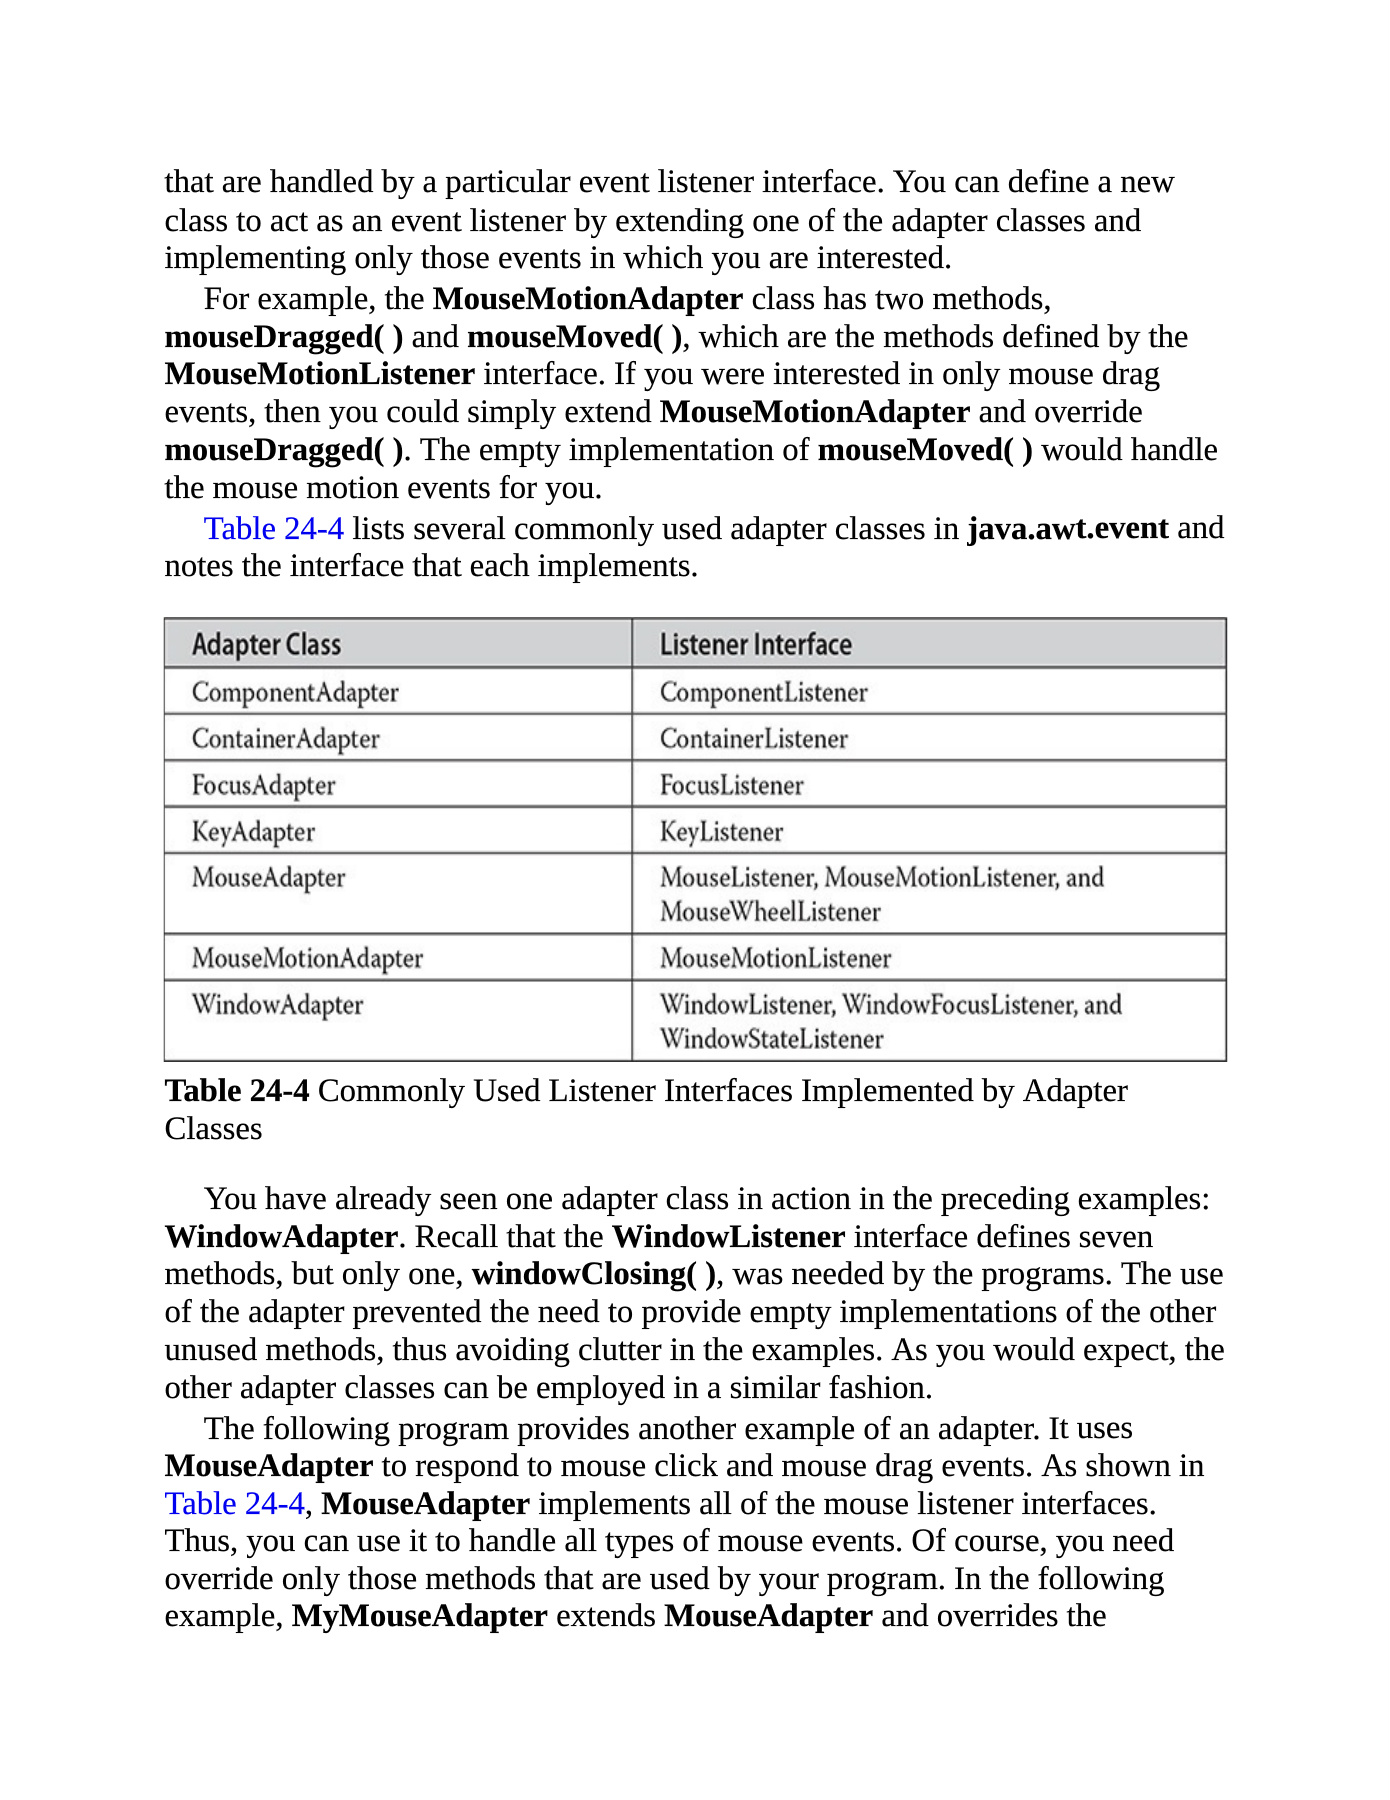 that are handled by a particular event listener interface. You can define a new
class to act as an event listener by extending one of the adapter classes and
implementing only those events in which you are interested.
For example, the MouseMotionAdapter class has two methods,
mouseDragged( ) and mouseMoved( ), which are the methods defined by the
MouseMotionListener interface. If you were interested in only mouse drag
events, then you could simply extend MouseMotionAdapter and override
mouseDragged( ). The empty implementation of mouseMoved( ) would handle
the mouse motion events for you.
Table 24-4 lists several commonly used adapter classes in java.awt.event and
notes the interface that each implements.
Adapter Class Listener Interface
ComponentAdapter ComponentListener
ContainerAdapter ContainerListener
FocusAdapter FocusListener
KeyAdapter KeyListener
MouseAdapter MouseListener, MouseMotionListener, and
MouseWheelListener
MouseMotionAdapter MouseMotionListener
WindowAdapter WindowListener, WindowFocusListener, and
WindowStateListener
Table 24-4 Commonly Used Listener Interfaces Implemented by Adapter
Classes
You have already seen one adapter class in action in the preceding examples:
WindowAdapter. Recall that the WindowListener interface defines seven
methods, but only one, windowClosing( ), was needed by the programs. The use
of the adapter prevented the need to provide empty implementations of the other
unused methods, thus avoiding clutter in the examples. As you would expect, the
other adapter classes can be employed in a similar fashion.
The following program provides another example of an adapter. It uses
MouseAdapter to respond to mouse click and mouse drag events. As shown in
Table 24-4, MouseAdapter implements all of the mouse listener interfaces.
Thus, you can use it to handle all types of mouse events. Of course, you need
override only those methods that are used by your program. In the following
example, MyMouseAdapter extends MouseAdapter and overrides the